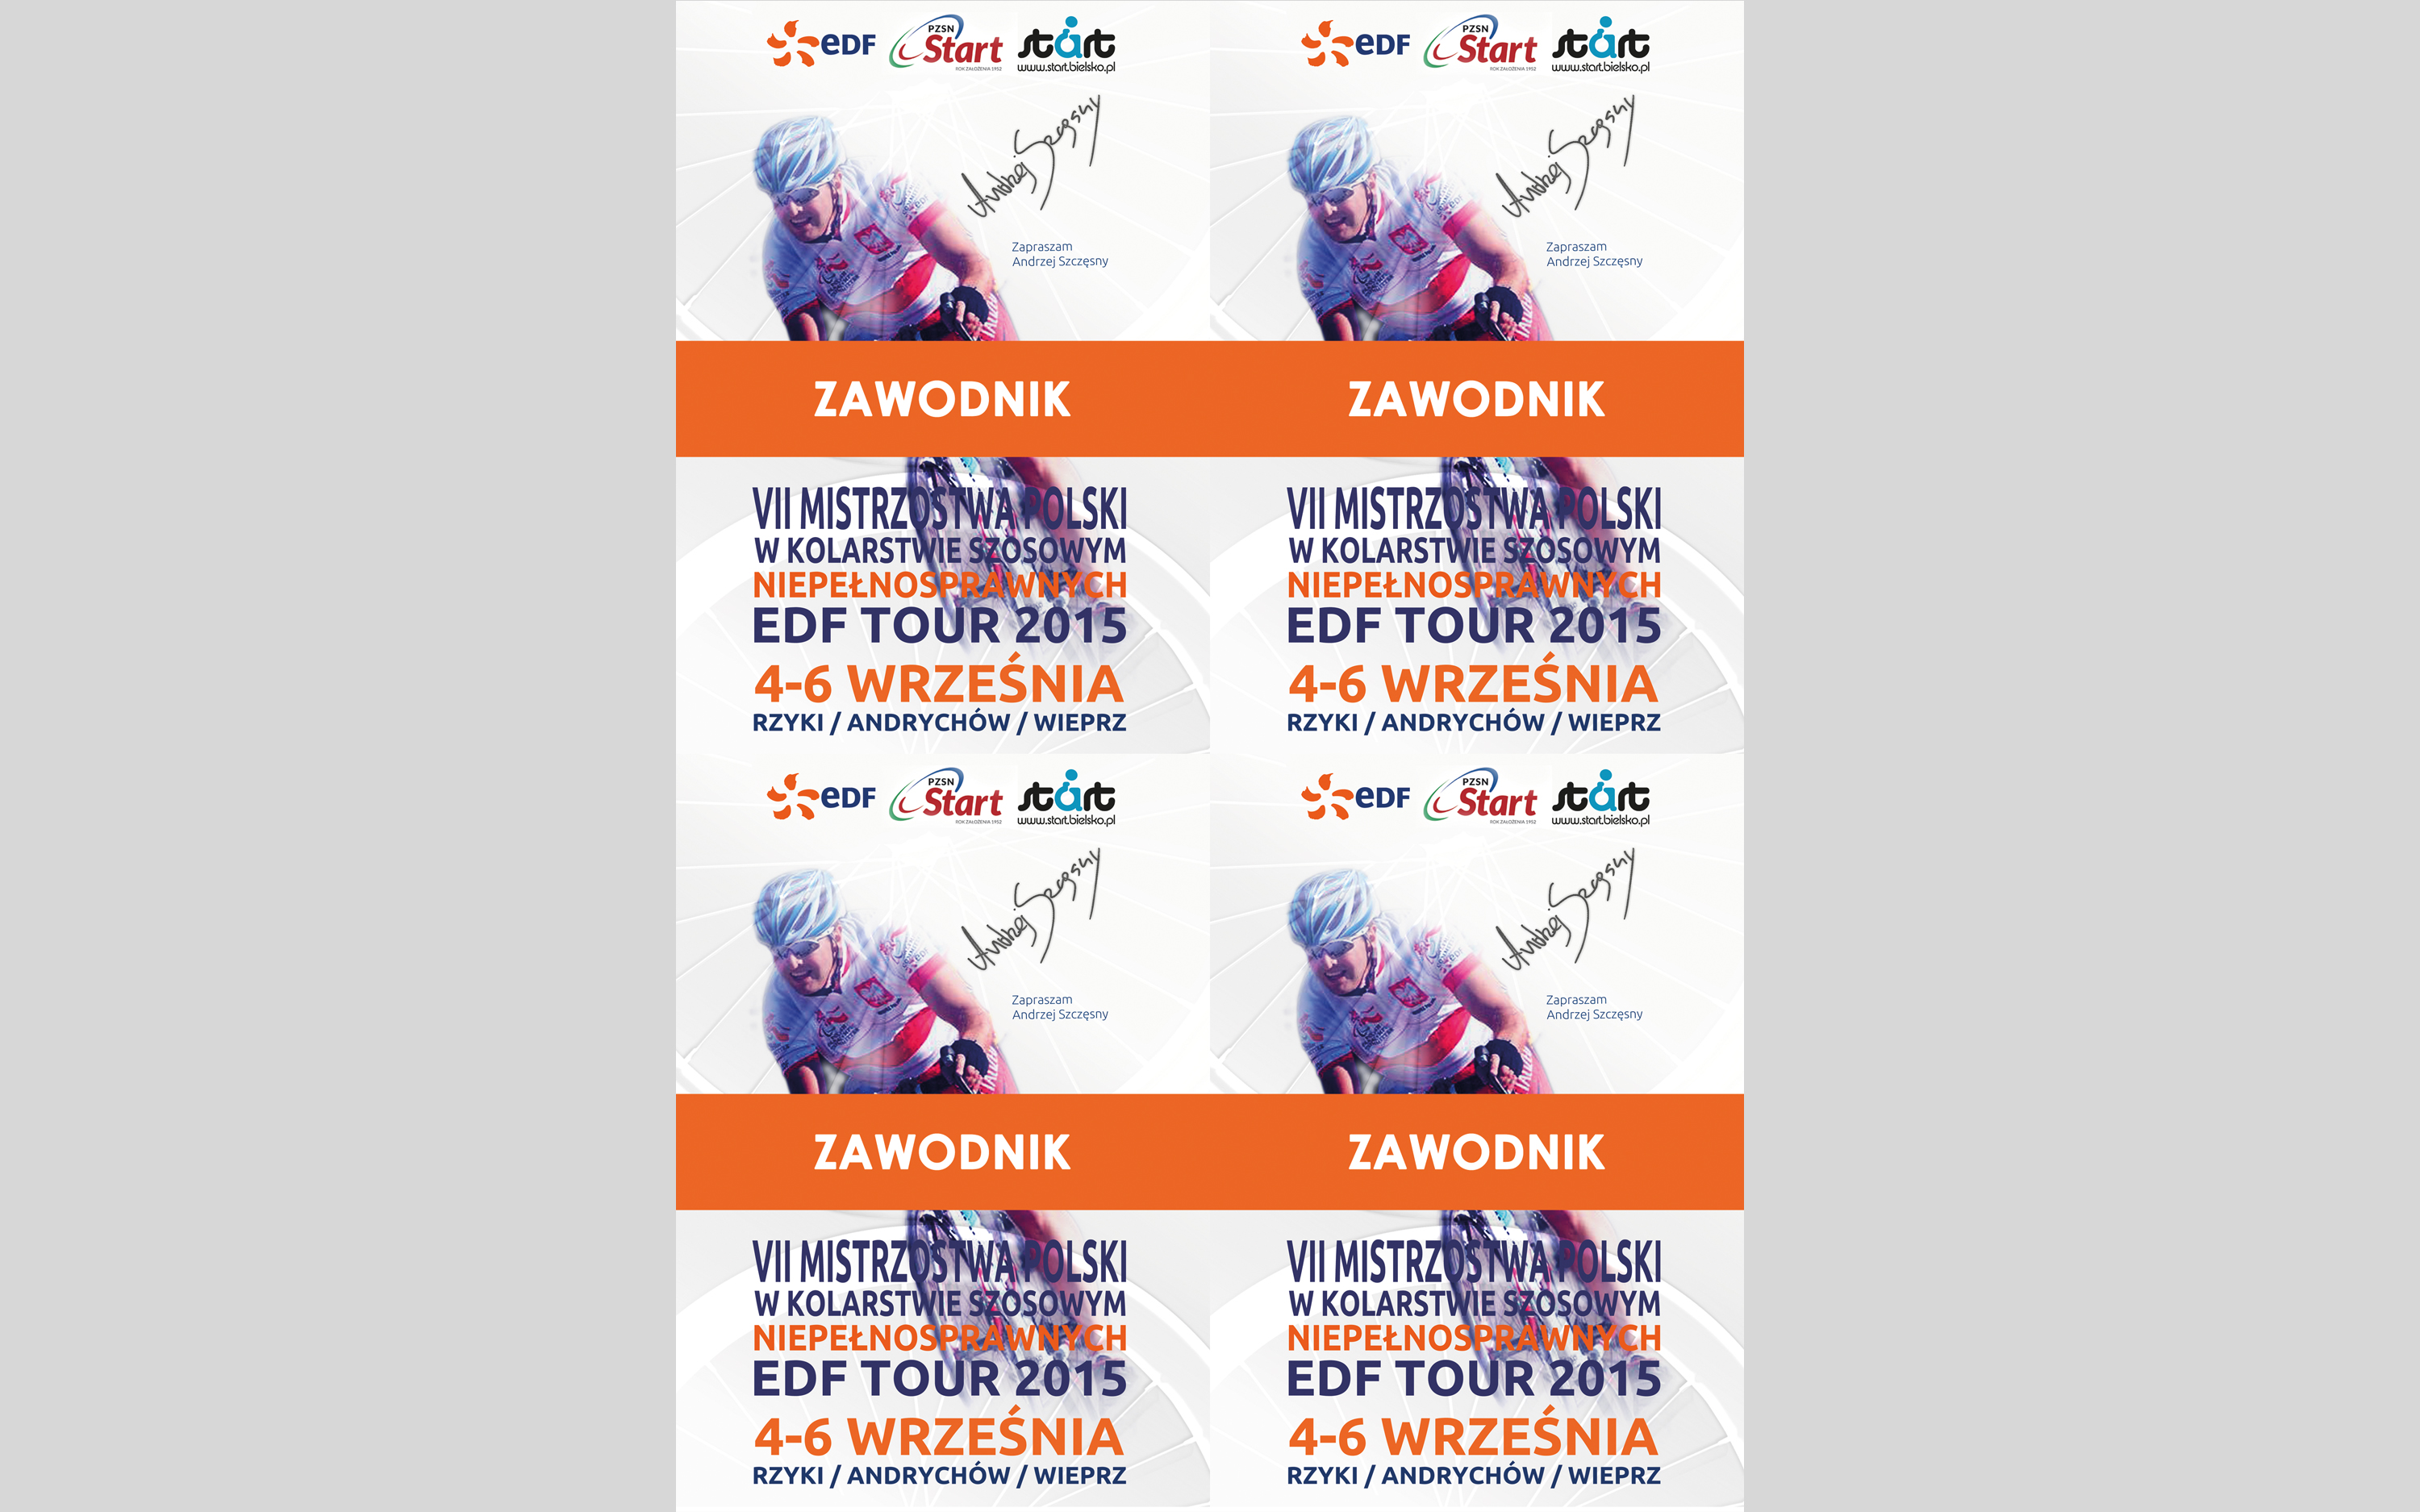 eDF PZSN Start ROK ZAŁOŻENIA 1952 start www.start.bielsko.pl
Andrzej Szczęsny
Zapraszam
Andrzej Szczęsny
ZAWODNIK
VII MISTRZOSTWA POLSKI
W KOLARSTWIE SZOSOWYM
NIEPEŁNOSPRAWNYCH
EDF TOUR 2015
4-6 WRZEŚNIA
RZYKI / ANDRYCHÓW / WIEPRZ
eDF PZSN Start ROK ZAŁOŻENIA 1952 start www.start.bielsko.pl
Andrzej Szczęsny
Zapraszam
Andrzej Szczęsny
ZAWODNIK
VII MISTRZOSTWA POLSKI
W KOLARSTWIE SZOSOWYM
NIEPEŁNOSPRAWNYCH
EDF TOUR 2015
4-6 WRZEŚNIA
RZYKI / ANDRYCHÓW / WIEPRZ
eDF PZSN Start ROK ZAŁOŻENIA 1952 start www.start.bielsko.pl
Andrzej Szczęsny
Zapraszam
Andrzej Szczęsny
ZAWODNIK
VII MISTRZOSTWA POLSKI
W KOLARSTWIE SZOSOWYM
NIEPEŁNOSPRAWNYCH
EDF TOUR 2015
4-6 WRZEŚNIA
RZYKI / ANDRYCHÓW / WIEPRZ
eDF PZSN Start ROK ZAŁOŻENIA 1952 start www.start.bielsko.pl
Andrzej Szczęsny
Zapraszam
Andrzej Szczęsny
ZAWODNIK
VII MISTRZOSTWA POLSKI
W KOLARSTWIE SZOSOWYM
NIEPEŁNOSPRAWNYCH
EDF TOUR 2015
4-6 WRZEŚNIA
RZYKI / ANDRYCHÓW / WIEPRZ